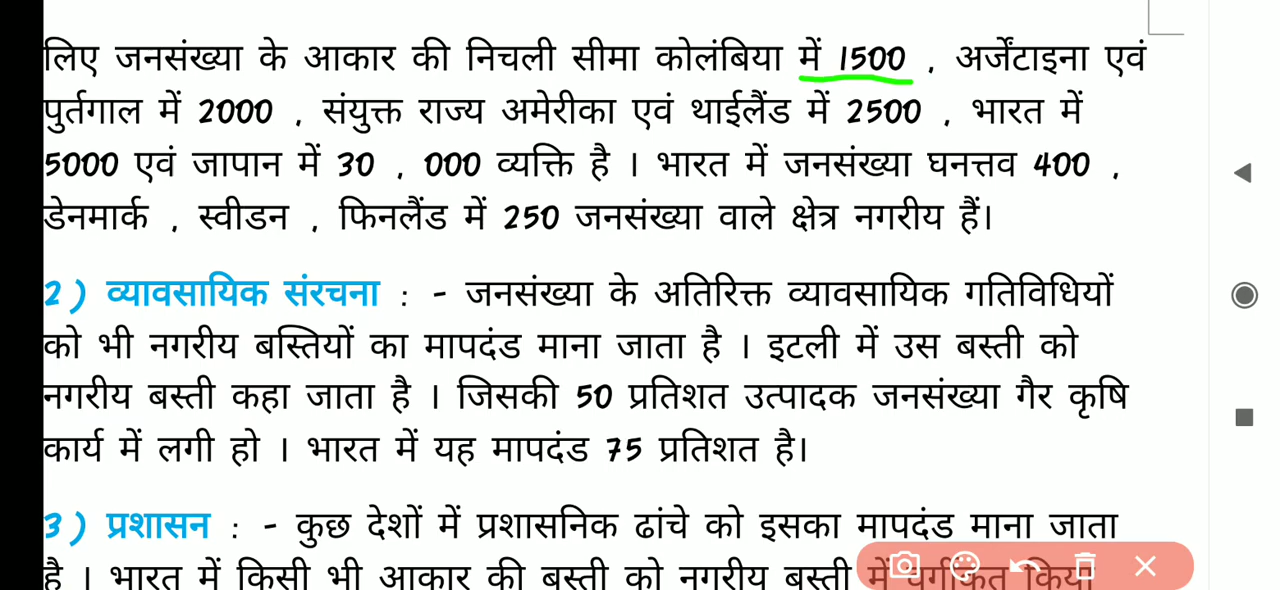 लिए जनसंख्या के आकार की निचली सीमा कोलंबिया में 1500 , अर्जेंटाइना एवं
पुर्तगाल में 2000 , संयुक्त राज्य अमेरीका एवं थाईलैंड में 2500 , भारत में
5000 एवं जापान में 30 , 000 व्यक्ति है । भारत में जनसंख्या घनत्तव 400 ,
डेनमार्क , स्वीडन , फिनलैंड में 250 जनसंख्या वाले क्षेत्र नगरीय हैं।
2 ) व्यावसायिक संरचना : - जनसंख्या के अतिरिक्त व्यावसायिक गतिविधियों
को भी नगरीय बस्तियों का मापदंड माना जाता है । इटली में उस बस्ती को
नगरीय बस्ती कहा जाता है । जिसकी 50 प्रतिशत उत्पादक जनसंख्या गैर कृषि
कार्य में लगी हो । भारत में यह मापदंड 75 प्रतिशत है।
3 ) प्रशासन : - कुछ देशों में प्रशासनिक ढांचे को इसका मापदंड माना जाता
है । भारत में किसी भी आकार की बस्ती को नगरीय बस्ती में वर्गीकृत किया